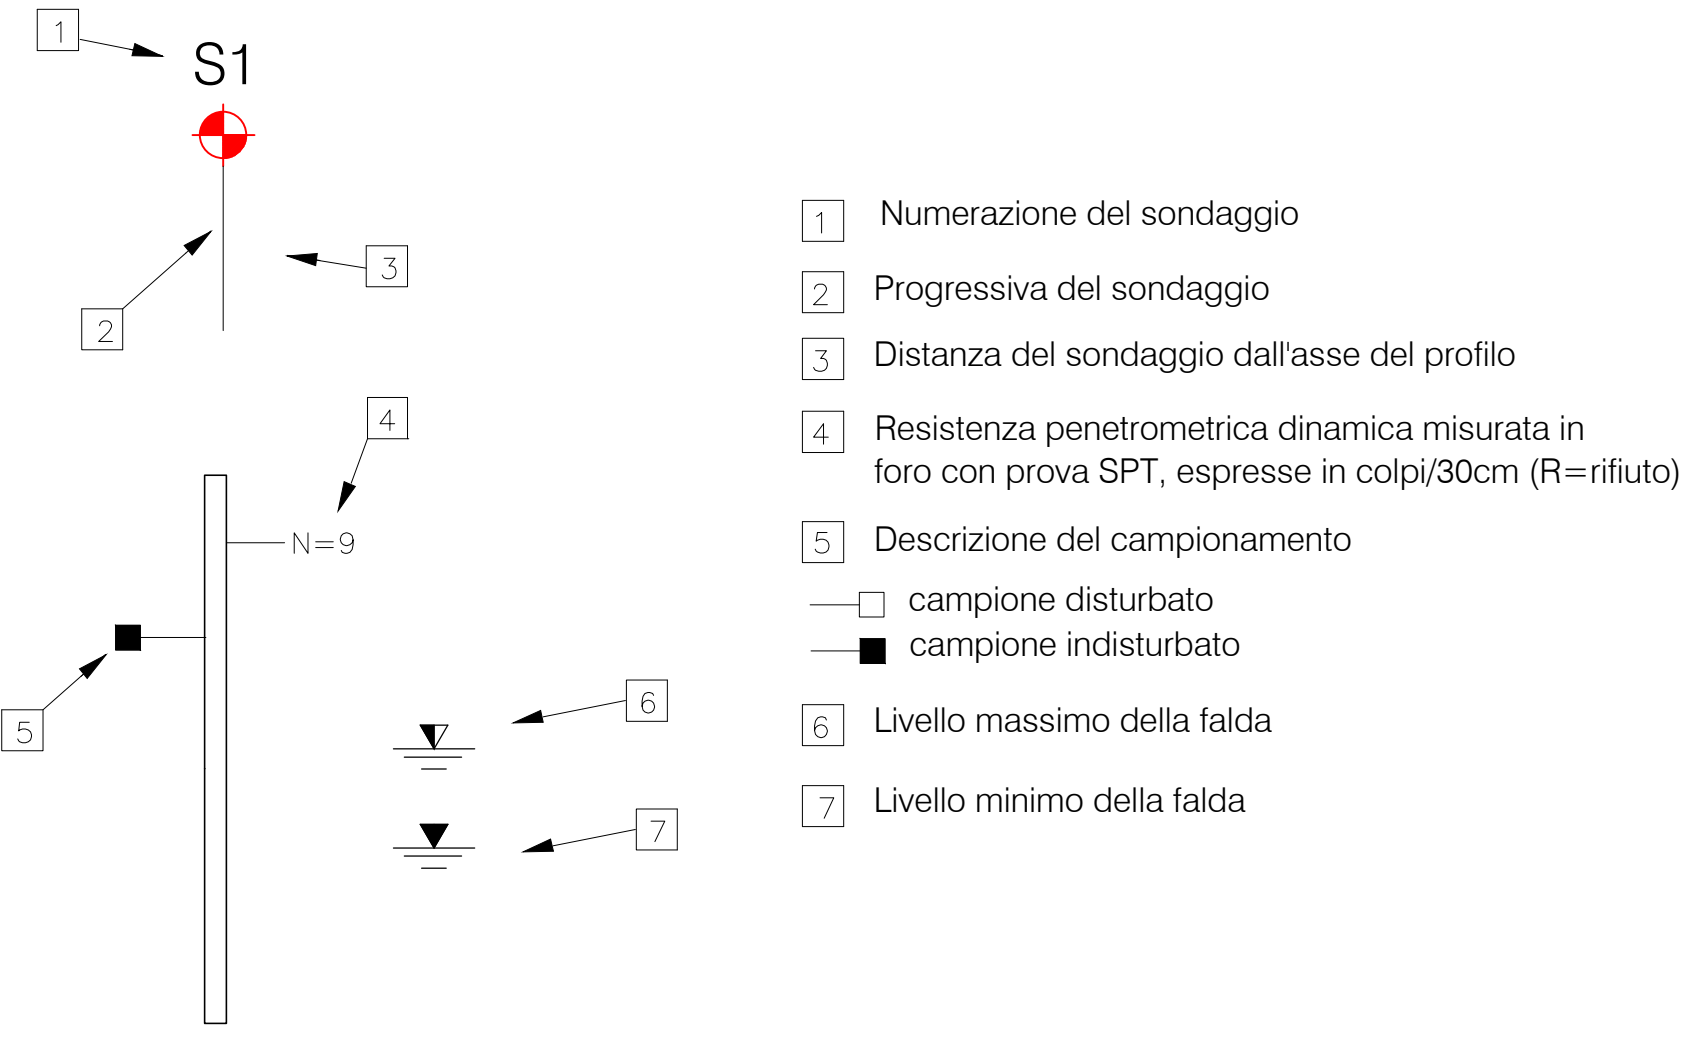 1
S1
2
3
4
N=9
5
6
7
1 Numerazione del sondaggio
2 Progressiva del sondaggio
3 Distanza del sondaggio dall'asse del profilo
4 Resistenza penetrometrica dinamica misurata in
foro con prova SPT, espresse in colpi/30cm (R=rifiuto)
5 Descrizione del campionamento
campione disturbato
campione indisturbato
6 Livello massimo della falda
7 Livello minimo della falda